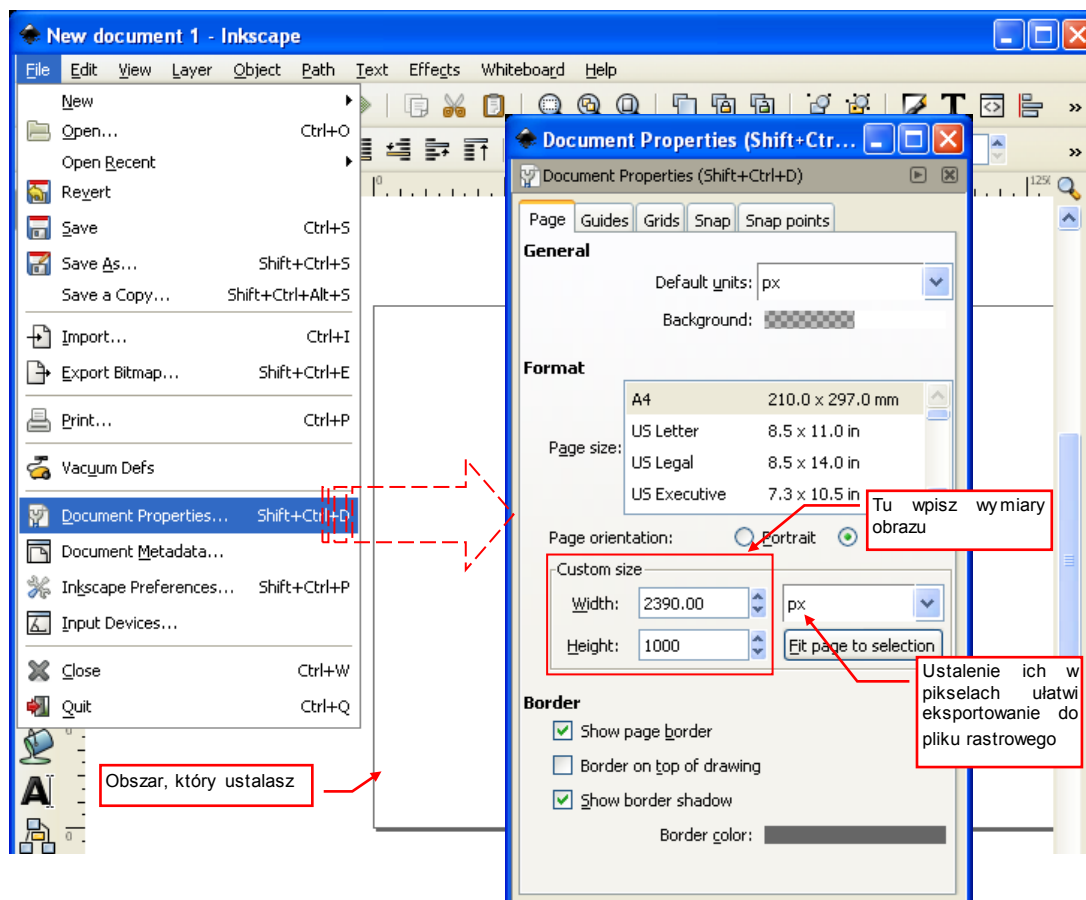 New document 1 - Inkscape
File Edit View Layer Object Path Text Effects Whiteboard Help
New
Open... Ctrl+O
Open Recent
Revert
Save Ctrl+S
Save As... Shift+Ctrl+S
Save a Copy... Shift+Ctrl+Alt+S
Import... Ctrl+I
Export Bitmap... Shift+Ctrl+E
Print... Ctrl+P
Vacuum Defs
Document Properties... Shift+Ctrl+D
Document Metadata...
Inkscape Preferences... Shift+Ctrl+P
Input Devices...
Close Ctrl+W
Quit Ctrl+Q
Obszar, który ustalasz
Document Properties (Shift+Ctr...
Document Properties (Shift+Ctrl+D)
Page Guides Grids Snap Snap points
General
Default units: px
Background:
Format
Page size:
A4 210.0 x 297.0 mm
US Letter 8.5 x 11.0 in
US Legal 8.5 x 14.0 in
US Executive 7.3 x 10.5 in
Tu wpisz wymiary
obrazu
Page orientation: Portrait
Custom size
Width: 2390.00 px
Height: 1000 Fit page to selection
Ustalenie ich w
pikselach ułatwi
eksportowanie do
pliku rastrowego
Border
Show page border
Border on top of drawing
Show border shadow
Border color: